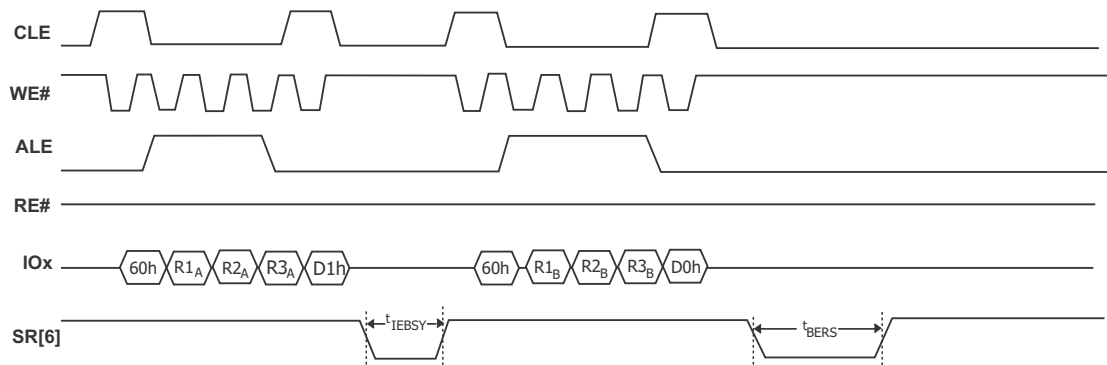 CLE
WE#
ALE
RE#
IOx 60h R1A R2A R3A D1h 60h R1B R2B R3B D0h
SR[6] tIEBSY tBERS